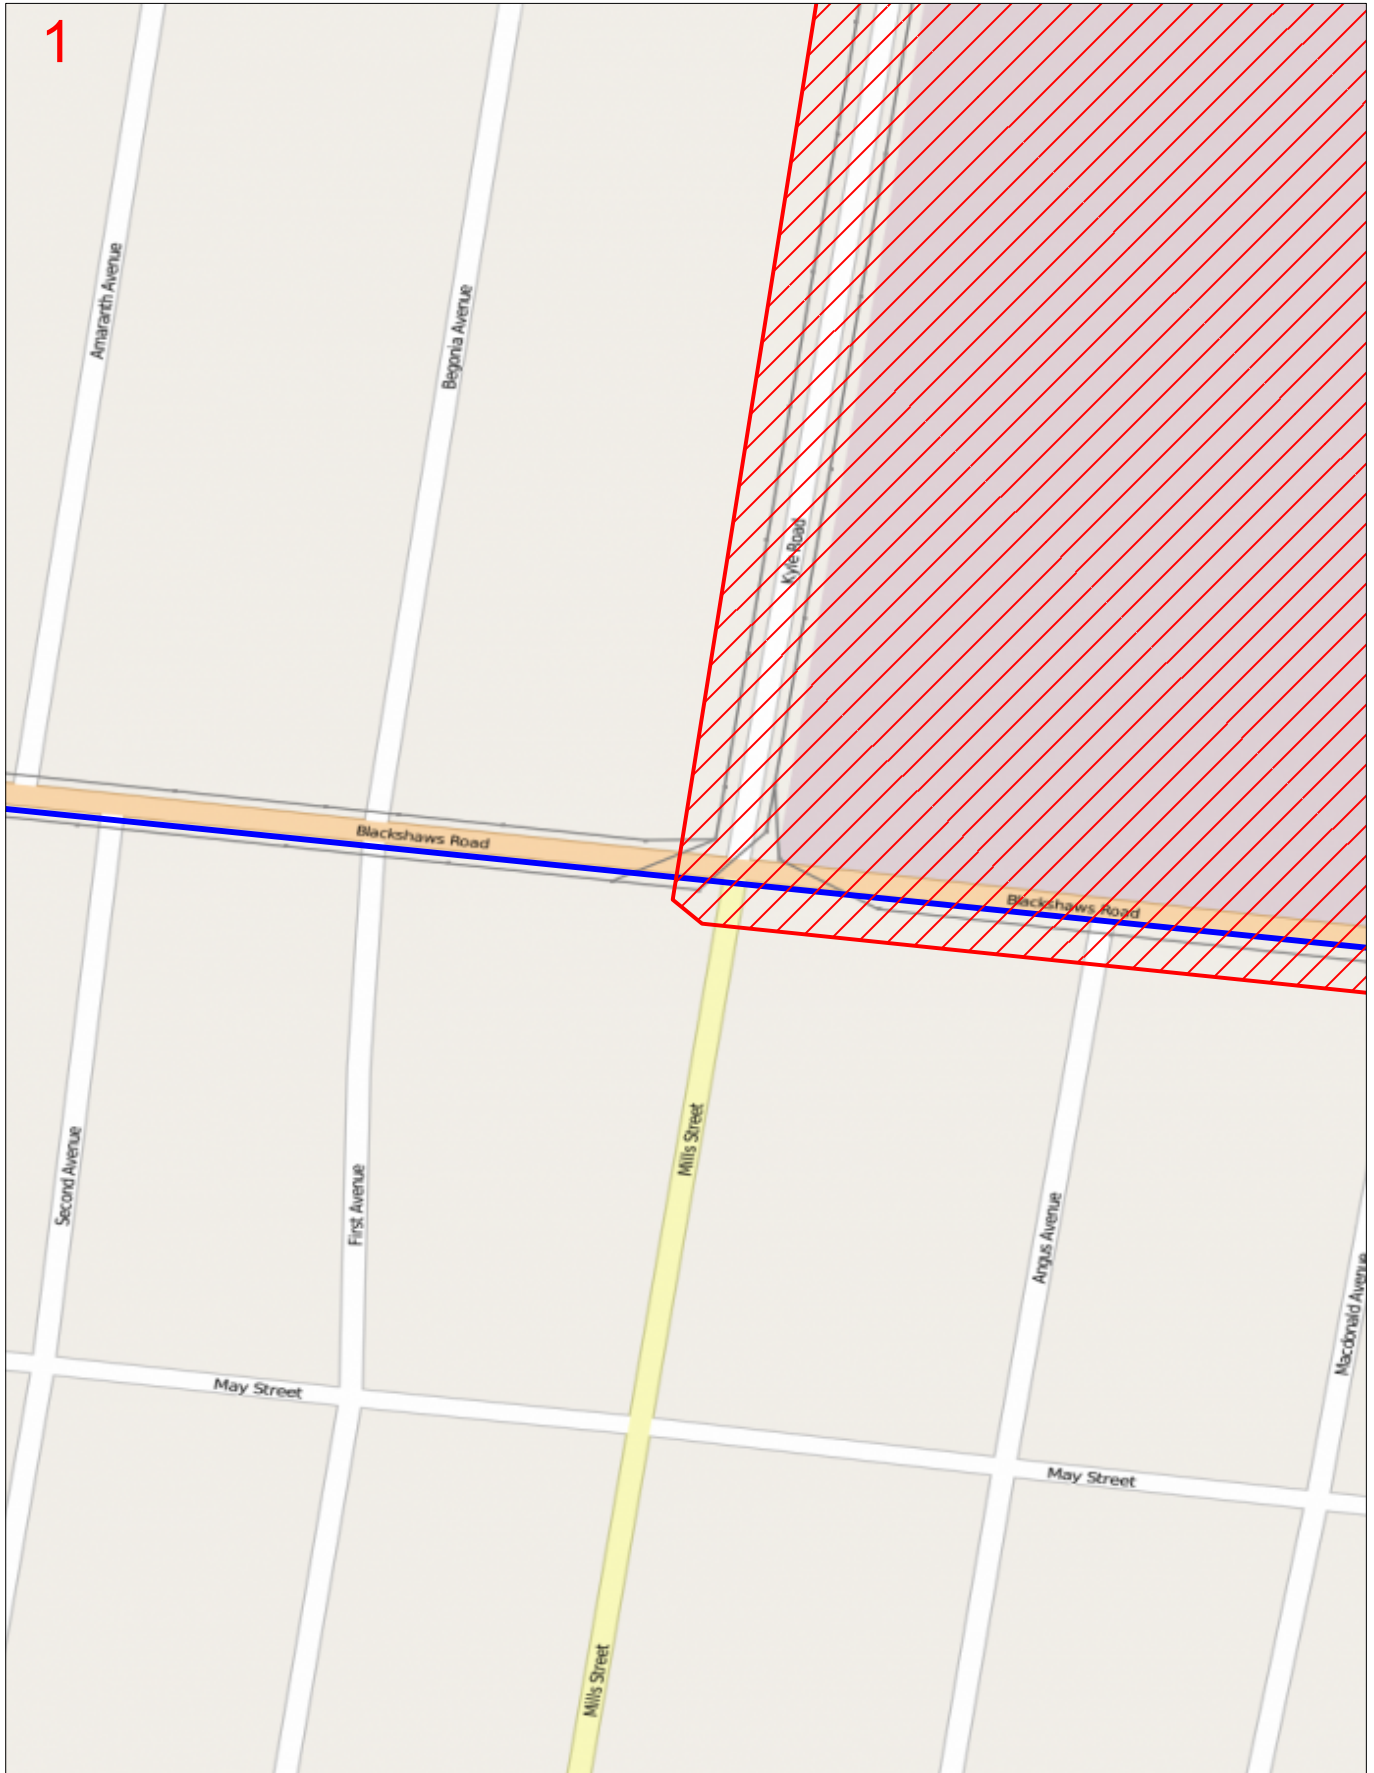 1
Amaranth Avenue
Begonia Avenue
Kyle Road
Blackshaws Road
Blackshaws Road
Mills Street
Second Avenue
First Avenue
Angus Avenue
Macdonald Avenue
May Street
May Street
Mills Street